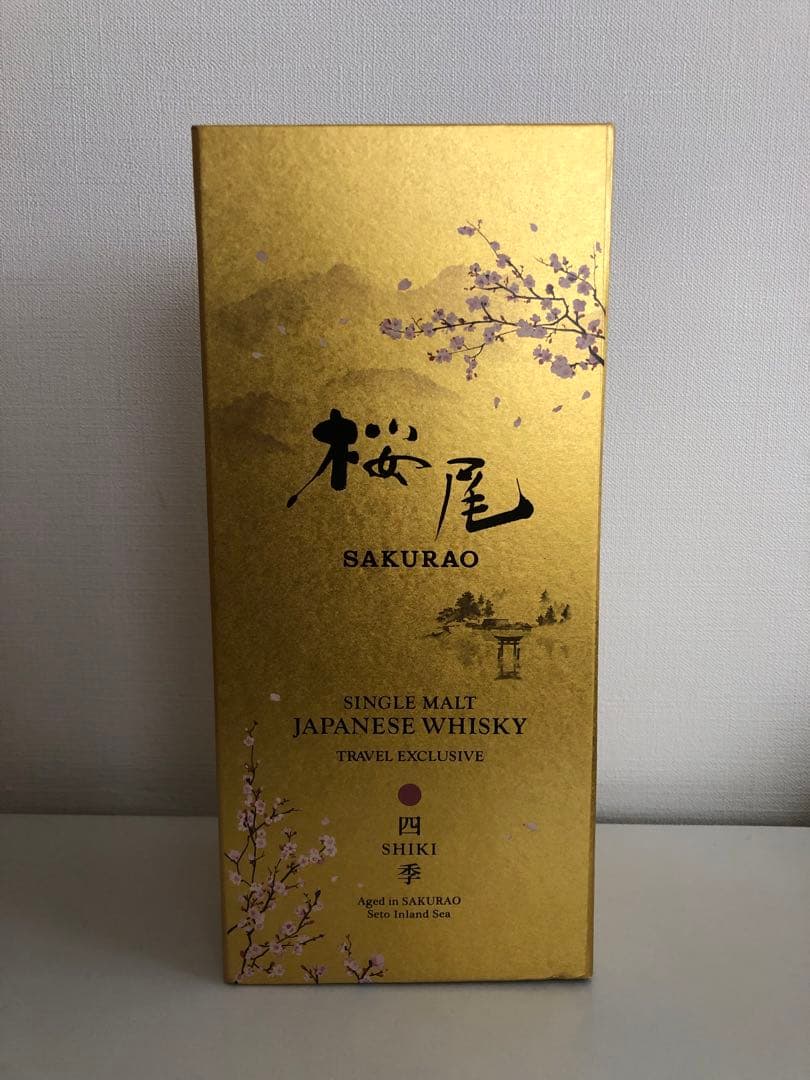 桜尾
SAKURAO
SINGLE MALT
JAPANESE WHISKY
TRAVEL EXCLUSIVE
四
SHIKI
季
Aged in SAKURAO
Seto Inland Sea